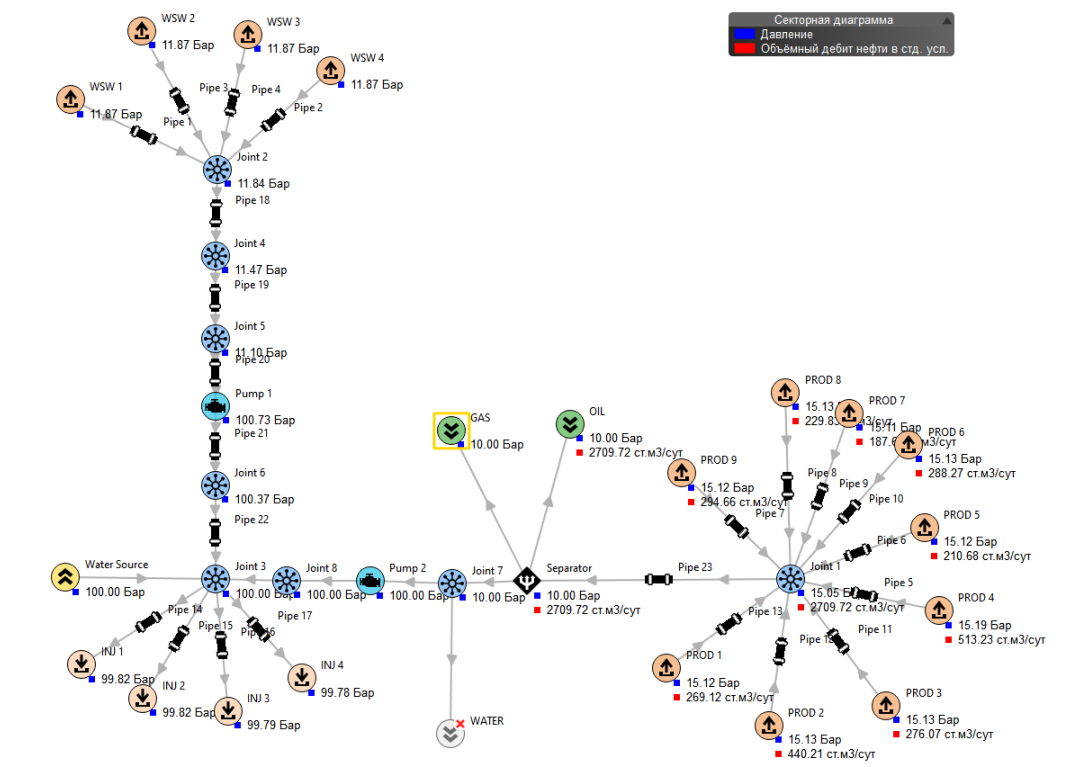 Секторная диаграмма
Давление
Объёмный дебит нефти в стд. усл.
WSW 2
11.87 Бар
WSW 3
11.87 Бар
WSW 4
11.87 Бар
WSW 1
11.87 Бар
Pipe 3
Pipe 4
Pipe 2
Pipe 1
Joint 2
11.84 Бар
Pipe 18
Joint 4
11.47 Бар
Pipe 19
Joint 5
11.10 Бар
Pipe 20
Pump 1
100.73 Бар
Pipe 21
Joint 6
100.37 Бар
Pipe 22
Water Source
100.00 Бар
Joint 3
100.00 Бар
Joint 8
100.00 Бар
Pump 2
100.00 Бар
Joint 7
10.00 Бар
Separator
10.00 Бар
2709.72 ст.м3/сут
GAS
10.00 Бар
OIL
10.00 Бар
2709.72 ст.м3/сут
WATER
Pipe 14
Pipe 15
Pipe 16
Pipe 17
INJ 1
99.82 Бар
INJ 2
99.82 Бар
INJ 3
99.79 Бар
INJ 4
99.78 Бар
Pipe 23
Joint 1
15.05 Бар
2709.72 ст.м3/сут
PROD 8
15.13
229.83
PROD 7
15.11 Бар
187.6
PROD 6
15.13 Бар
288.27 ст.м3/сут
PROD 9
15.12 Бар
294.66 ст.м3/сут
Pipe 8
Pipe 9
Pipe 10
Pipe 7
PROD 5
15.12 Бар
210.68 ст.м3/сут
Pipe 6
Pipe 5
PROD 4
15.19 Бар
513.23 ст.м3/сут
Pipe 13
Pipe 12
Pipe 11
PROD 1
15.12 Бар
269.12 ст.м3/сут
PROD 2
15.13 Бар
440.21 ст.м3/сут
PROD 3
15.13 Бар
276.07 ст.м3/сут